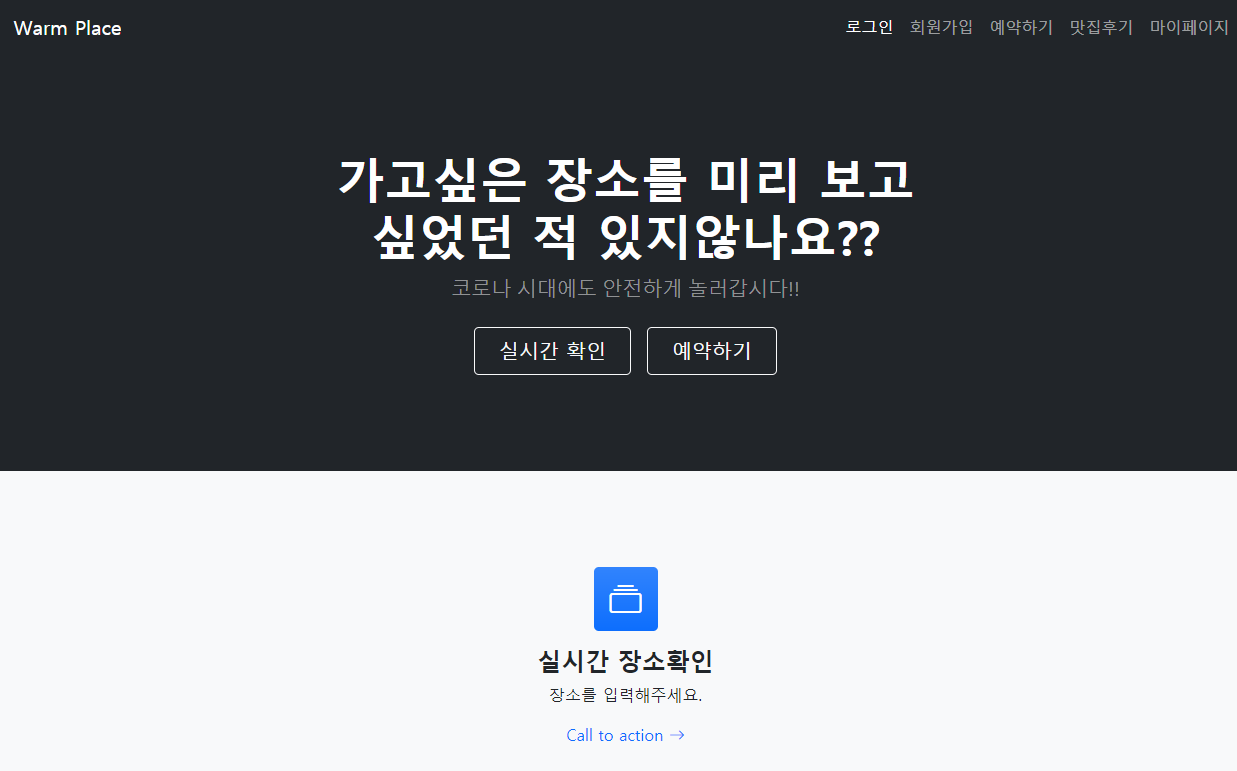 Warm Place
로그인 회원가입 예약하기 맛집후기 마이페이지
가고싶은 장소를 미리 보고
싶었던 적 있지않나요??
코로나 시대에도 안전하게 놀러갑시다!!
실시간 확인 예약하기
실시간 장소확인
장소를 입력해주세요.
Call to action →